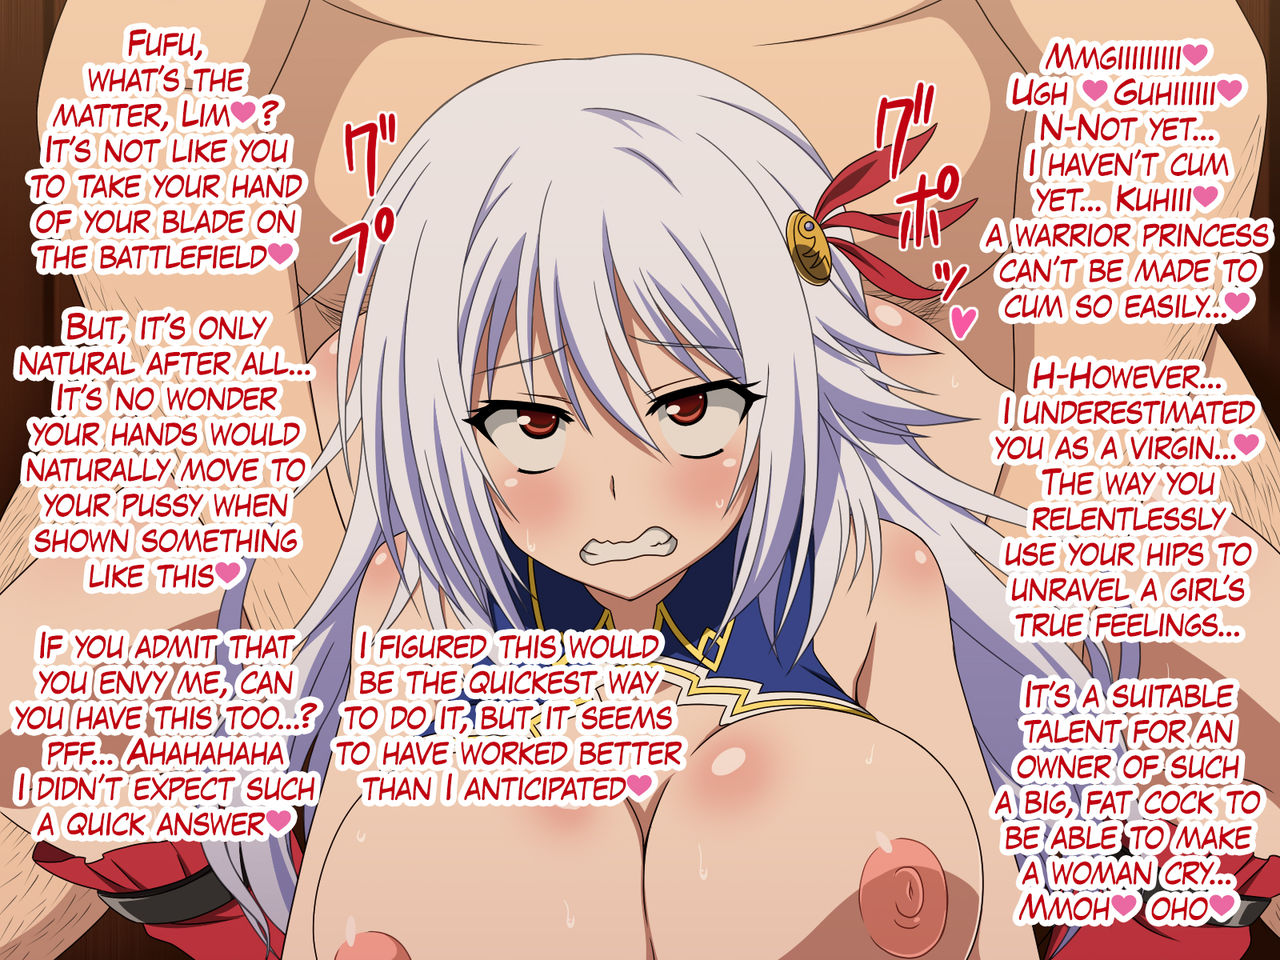 FUFU,
WHAT'S THE
MATTER, LIM♥?
IT'S NOT LIKE YOU
TO TAKE YOUR HAND
OF YOUR BLADE ON
THE BATTLEFIELD♥
BUT, IT'S ONLY
NATURAL AFTER ALL...
IT'S NO WONDER
YOUR HANDS WOULD
NATURALLY MOVE TO
YOUR PUSSY WHEN
SHOWN SOMETHING
LIKE THIS♥
IF YOU ADMIT THAT
YOU ENVY ME, CAN
YOU HAVE THIS TOO...?
PFF... AHAHAHAHA
I DIDN'T EXPECT SUCH
A QUICK ANSWER♥
I FIGURED THIS WOULD
BE THE QUICKEST WAY
TO DO IT, BUT IT SEEMS
TO HAVE WORKED BETTER
THAN I ANTICIPATED♥
グプ
グポッ♥
MMGIIIIIIIII♥
UGH ♥GUHIIIIII♥
N-NOT YET...
I HAVEN'T CUM
YET... KUHIII♥
A WARRIOR PRINCESS
CAN'T BE MADE TO
CUM SO EASILY...♥
H-HOWEVER...
I UNDERESTIMATED
YOU AS A VIRGIN...♥
THE WAY YOU
RELENTLESSLY
USE YOUR HIPS TO
UNRAVEL A GIRL'S
TRUE FEELINGS...
IT'S A SUITABLE
TALENT FOR AN
OWNER OF SUCH
A BIG, FAT COCK TO
BE ABLE TO MAKE
A WOMAN CRY...
MMOH♥ OHO♥